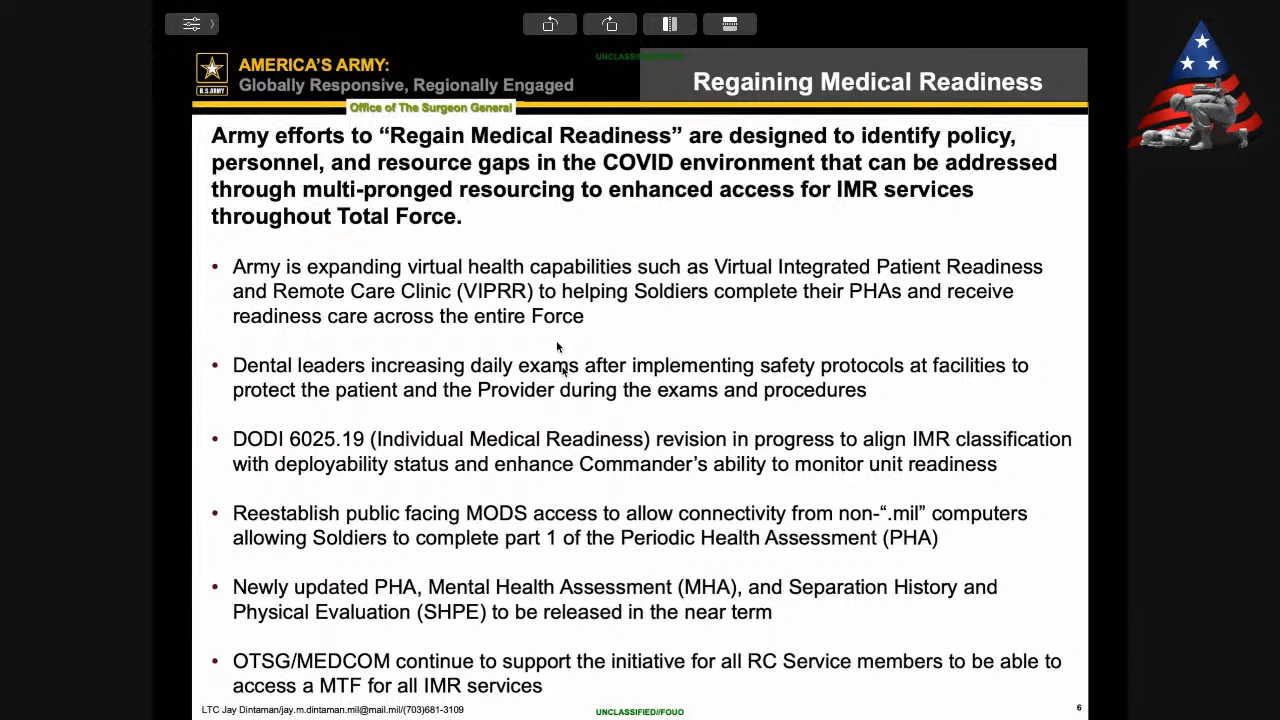 UNCLASSIFIED//FOUO
AMERICA'S ARMY:
Globally Responsive, Regionally Engaged
U.S.ARMY
Regaining Medical Readiness
Office of The Surgeon General
Army efforts to “Regain Medical Readiness” are designed to identify policy,
personnel, and resource gaps in the COVID environment that can be addressed
through multi-pronged resourcing to enhanced access for IMR services
throughout Total Force.
• Army is expanding virtual health capabilities such as Virtual Integrated Patient Readiness
and Remote Care Clinic (VIPRR) to helping Soldiers complete their PHAs and receive
readiness care across the entire Force
• Dental leaders increasing daily exams after implementing safety protocols at facilities to
protect the patient and the Provider during the exams and procedures
• DODI 6025.19 (Individual Medical Readiness) revision in progress to align IMR classification
with deployability status and enhance Commander’s ability to monitor unit readiness
• Reestablish public facing MODS access to allow connectivity from non-“.mil” computers
allowing Soldiers to complete part 1 of the Periodic Health Assessment (PHA)
• Newly updated PHA, Mental Health Assessment (MHA), and Separation History and
Physical Evaluation (SHPE) to be released in the near term
• OTSG/MEDCOM continue to support the initiative for all RC Service members to be able to
access a MTF for all IMR services
LTC Jay Dintaman/jay.m.dintaman.mil@mail.mil/(703)681-3109
UNCLASSIFIED//FOUO
6